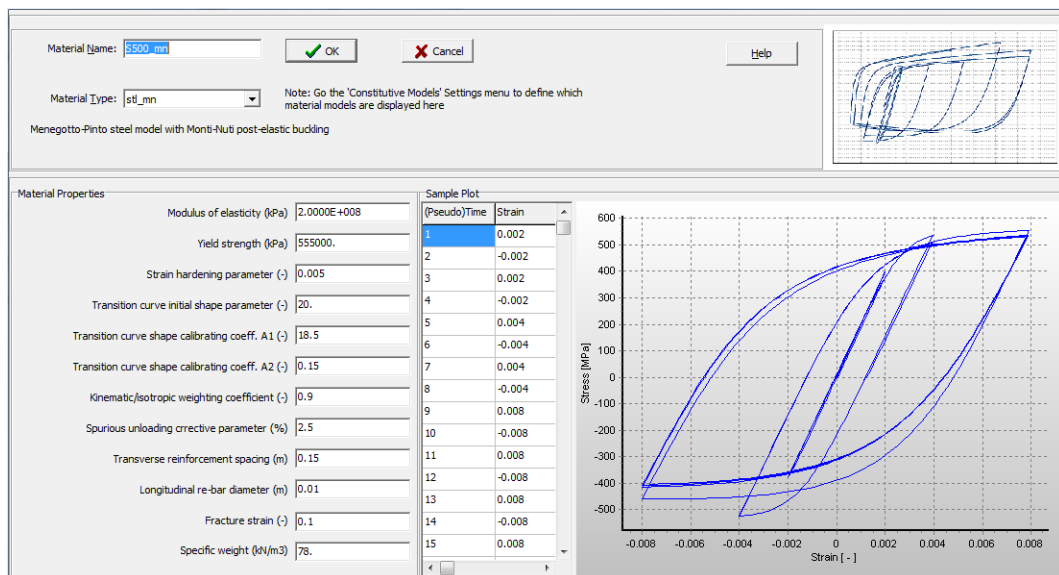 Material Name: S500_mn OK Cancel Help
Material Type: stl_mn Note: Go the 'Constitutive Models' Settings menu to define which
material models are displayed here
Menegotto-Pinto steel model with Monti-Nuti post-elastic buckling
Material Properties
Modulus of elasticity (kPa) 2.0000E+008
Yield strength (kPa) 555000.
Strain hardening parameter (-) 0.005
Transition curve initial shape parameter (-) 20.
Transition curve shape calibrating coeff. A1 (-) 18.5
Transition curve shape calibrating coeff. A2 (-) 0.15
Kinematic/isotropic weighting coefficient (-) 0.9
Spurious unloading crrective parameter (%) 2.5
Transverse reinforcement spacing (m) 0.15
Longitudinal re-bar diameter (m) 0.01
Fracture strain (-) 0.1
Specific weight (kN/m3) 78.
Sample Plot
(Pseudo)Time Strain
1 0.002
2 -0.002
3 0.002
4 -0.002
5 0.004
6 -0.004
7 0.004
8 -0.004
9 0.008
10 -0.008
11 0.008
12 -0.008
13 0.008
14 -0.008
15 0.008
Stress [MPa]
600
500
400
300
200
100
0
-100
-200
-300
-400
-500
-0.008 -0.006 -0.004 -0.002 0 0.002 0.004 0.006 0.008
Strain [ - ]